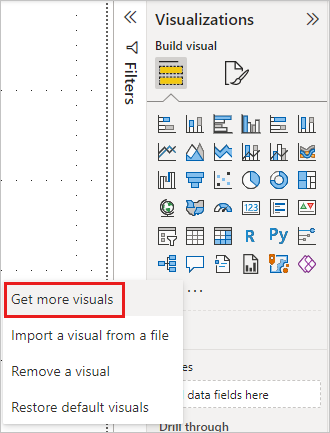 Visualizations
Build visual
Filters
123
R
Py
...
Get more visuals
Import a visual from a file
Remove a visual
Restore default visuals
data fields here
Drill through